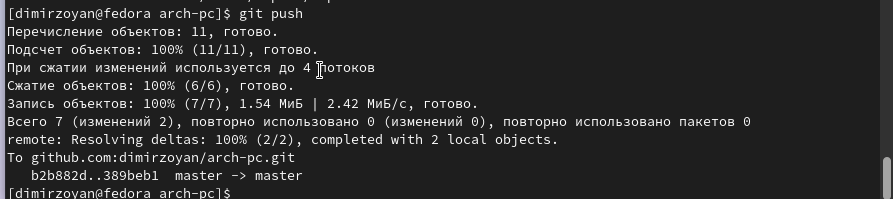 [dimirzoyan@fedora arch-pc]$ git push
Перечисление объектов: 11, готово.
Подсчет объектов: 100% (11/11), готово.
При сжатии изменений используется до 4 потоков
Сжатие объектов: 100% (6/6), готово.
Запись объектов: 100% (7/7), 1.54 МиБ | 2.42 МиБ/с, готово.
Всего 7 (изменений 2), повторно использовано 0 (изменений 0), повторно использовано пакетов 0
remote: Resolving deltas: 100% (2/2), completed with 2 local objects.
To github.com:dimirzoyan/arch-pc.git
   b2b882d..389beb1  master -> master
[dimirzoyan@fedora arch-pc]$